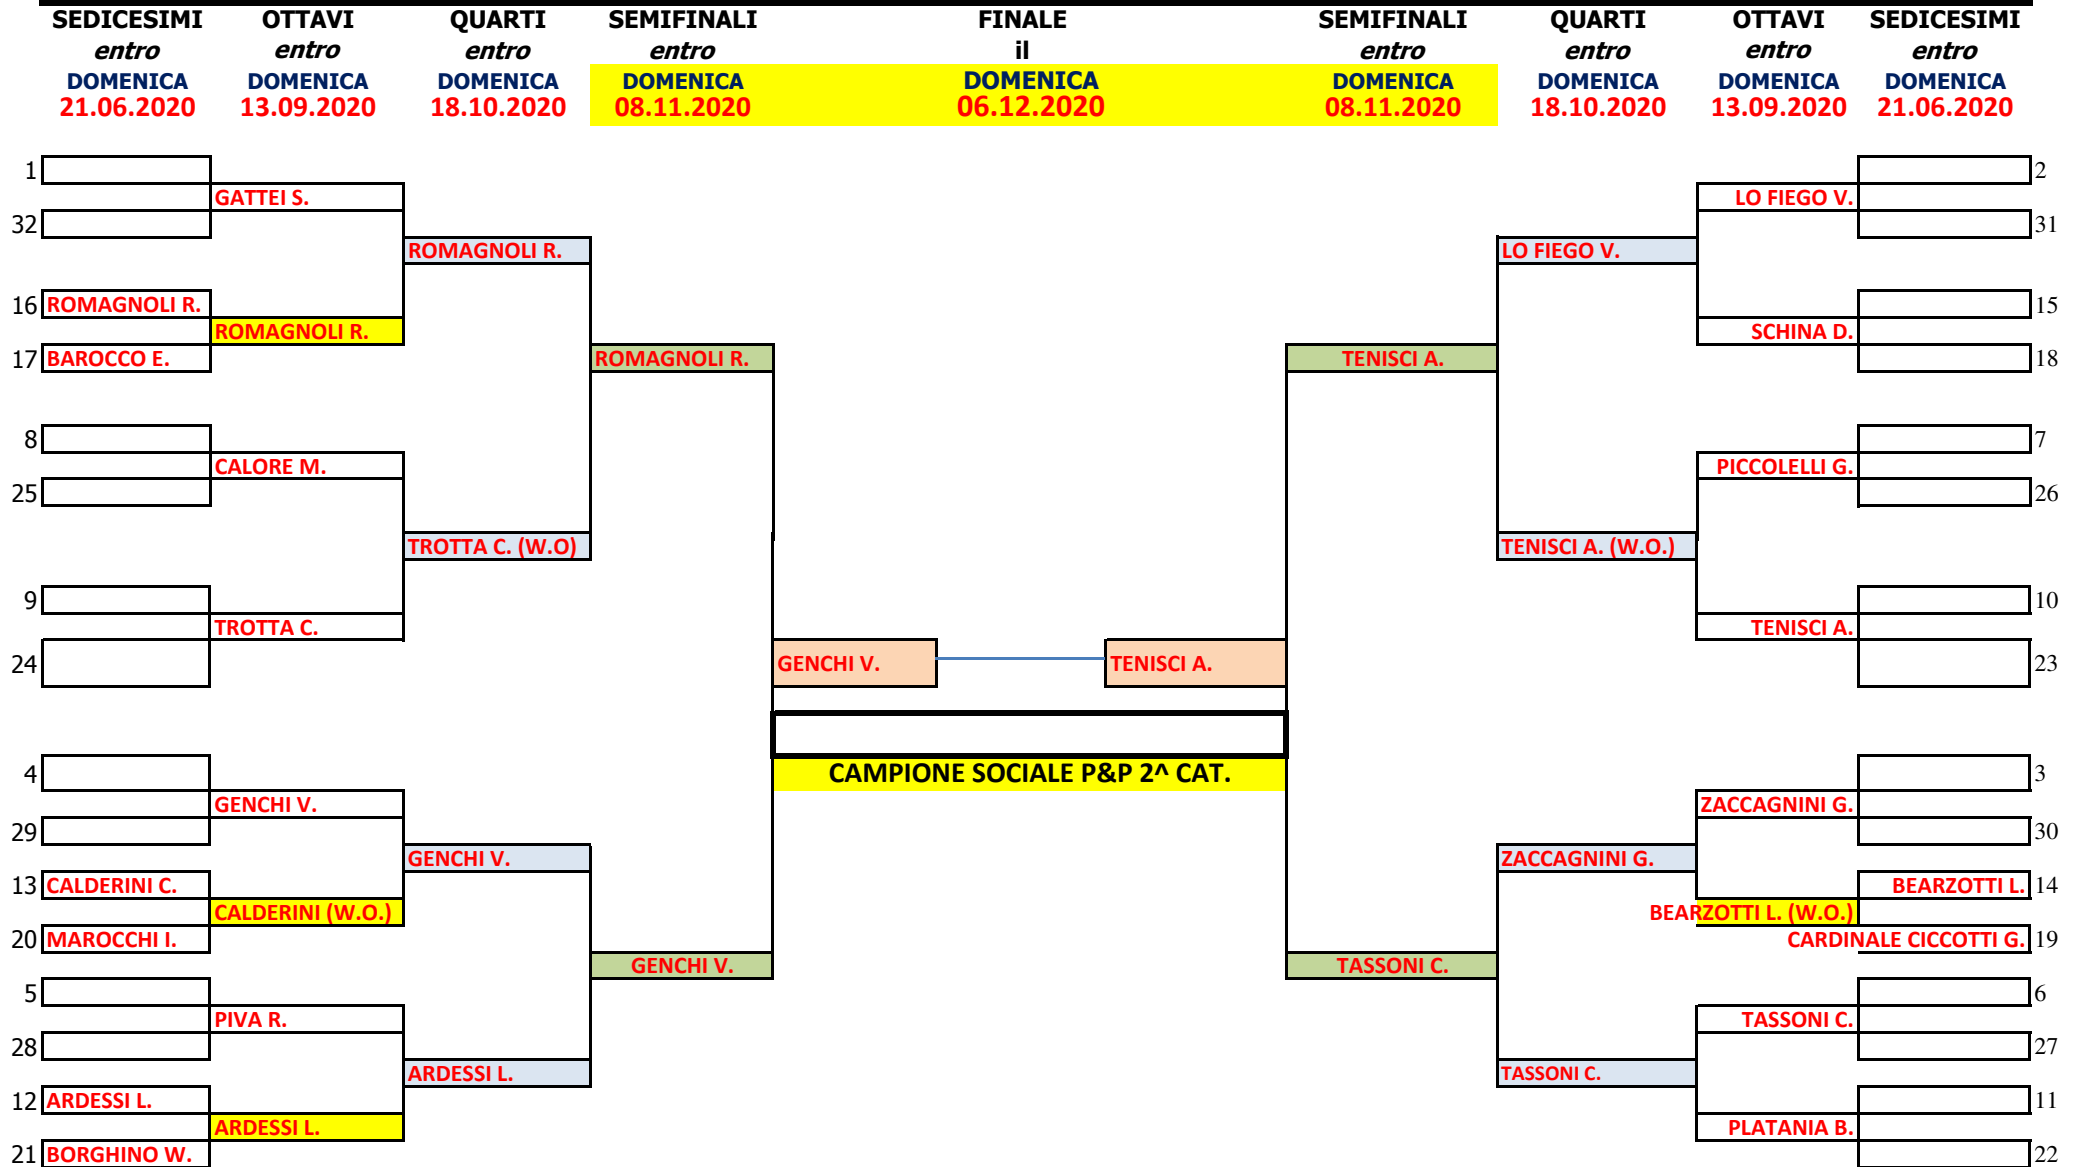 SEDICESIMI OTTAVI QUARTI SEMIFINALI FINALE SEMIFINALI QUARTI OTTAVI SEDICESIMI
entro entro entro entro il entro entro entro entro
DOMENICA DOMENICA DOMENICA DOMENICA DOMENICA DOMENICA DOMENICA DOMENICA DOMENICA
21.06.2020 13.09.2020 18.10.2020 08.11.2020 06.12.2020 08.11.2020 18.10.2020 13.09.2020 21.06.2020
1 2
GATTEI S. LO FIEGO V.
32 31
ROMAGNOLI R. LO FIEGO V.
16 ROMAGNOLI R. 15
ROMAGNOLI R. SCHINA D.
17 BAROCCO E. ROMAGNOLI R. TENISCI A. 18
8 7
CALORE M. PICCOLELLI G.
25 26
TROTTA C. (W.O) TENISCI A. (W.O.)
9 10
TROTTA C. TENISCI A.
24 GENCHI V. TENISCI A. 23
4 CAMPIONE SOCIALE P&P 2^ CAT. 3
GENCHI V. ZACCAGNINI G.
29 30
GENCHI V. ZACCAGNINI G.
13 CALDERINI C. BEARZOTTI L. 14
CALDERINI (W.O.) BEARZOTTI L. (W.O.)
20 MAROCCHI I. CARDINALE CICCOTTI G. 19
GENCHI V. TASSONI C.
5 6
PIVA R. TASSONI C.
28 27
ARDESSI L. TASSONI C.
12 ARDESSI L. 11
ARDESSI L. PLATANIA B.
21 BORGHINO W. 22